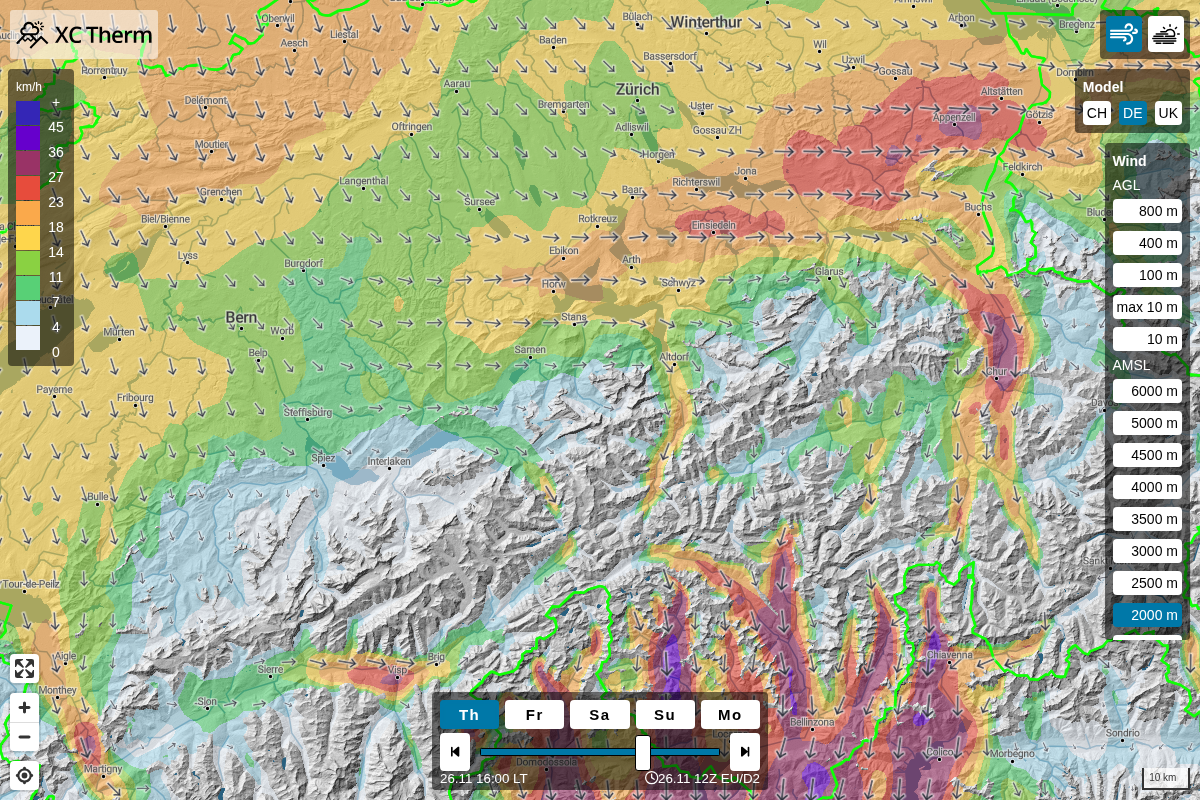 XC Therm
km/h
+
45
36
27
23
18
14
11
7
4
0
Oberwil
Bülach
Winterthur
Arbon
Bregenz
Aesch
Liestal
Baden
Bassersdorf
Wil
Uzwil
Gossau
Dornbirn
Porrentruy
Aarau
Zürich
Altstätten
Delémont
Bremgarten
Uster
Appenzell
Götzis
Oftringen
Adliswil
Gossau ZH
Moutier
Horgen
Feldkirch
Langenthal
Richterswil
Jona
Grenchen
Baar
Sursee
Buchs
Biel/Bienne
Rotkreuz
Einsiedeln
Lyss
Burgdorf
Ebikon
Arth
Glarus
Horw
Schwyz
Bern
Worb
Stans
Murten
Belp
Sarnen
Altdorf
Chur
Payerne
Fribourg
Steffisburg
Spiez
Interlaken
Bulle
Tour-de-Peilz
Aigle
Sierre
Visp
Brig
Chiavenna
Monthey
Sion
Bellinzona
Sondrio
Martigny
Domodossola
Colico
Morbegno
Model
CH
DE
UK
Wind
AGL
800 m
400 m
100 m
max 10 m
10 m
AMSL
6000 m
5000 m
4500 m
4000 m
3500 m
3000 m
2500 m
2000 m
+
−
Th
Fr
Sa
Su
Mo
26.11 16:00 LT
26.11 12Z EU/D2
10 km